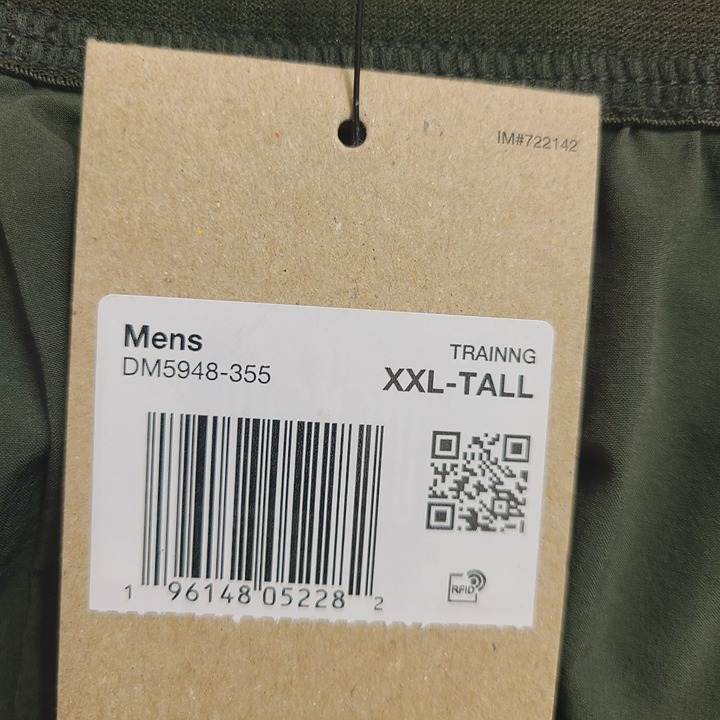 IM#722142
Mens
DM5948-355
TRAINNG
XXL-TALL
1 96148 05228 2
RFID